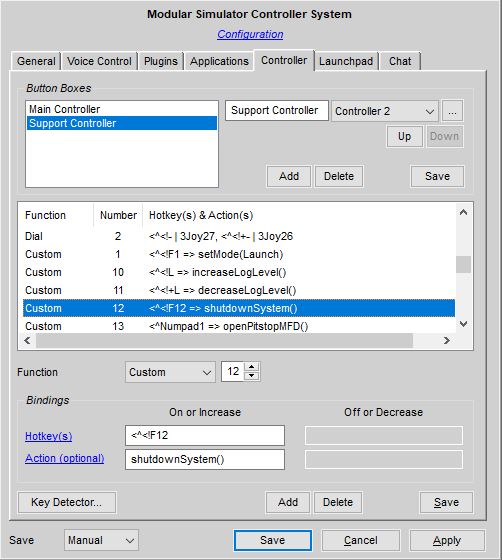 Modular Simulator Controller System
Configuration
General Voice Control Plugins Applications Controller Launchpad Chat
Button Boxes
Main Controller
Support Controller
Support Controller Controller 2 ...
Up Down
Add Delete Save
Function Number Hotkey(s) & Action(s)
Dial 2 <^<!- | 3Joy27, <^<!+- | 3Joy26
Custom 1 <^<!F1 => setMode(Launch)
Custom 10 <^<!L => increaseLogLevel()
Custom 11 <^<!+L => decreaseLogLevel()
Custom 12 <^<!F12 => shutdownSystem()
Custom 13 <^Numpad1 => openPitstopMFD()
Function Custom 12
Bindings
On or Increase Off or Decrease
Hotkey(s) <^<!F12
Action (optional) shutdownSystem()
Key Detector... Add Delete Save
Save Manual Save Cancel Apply